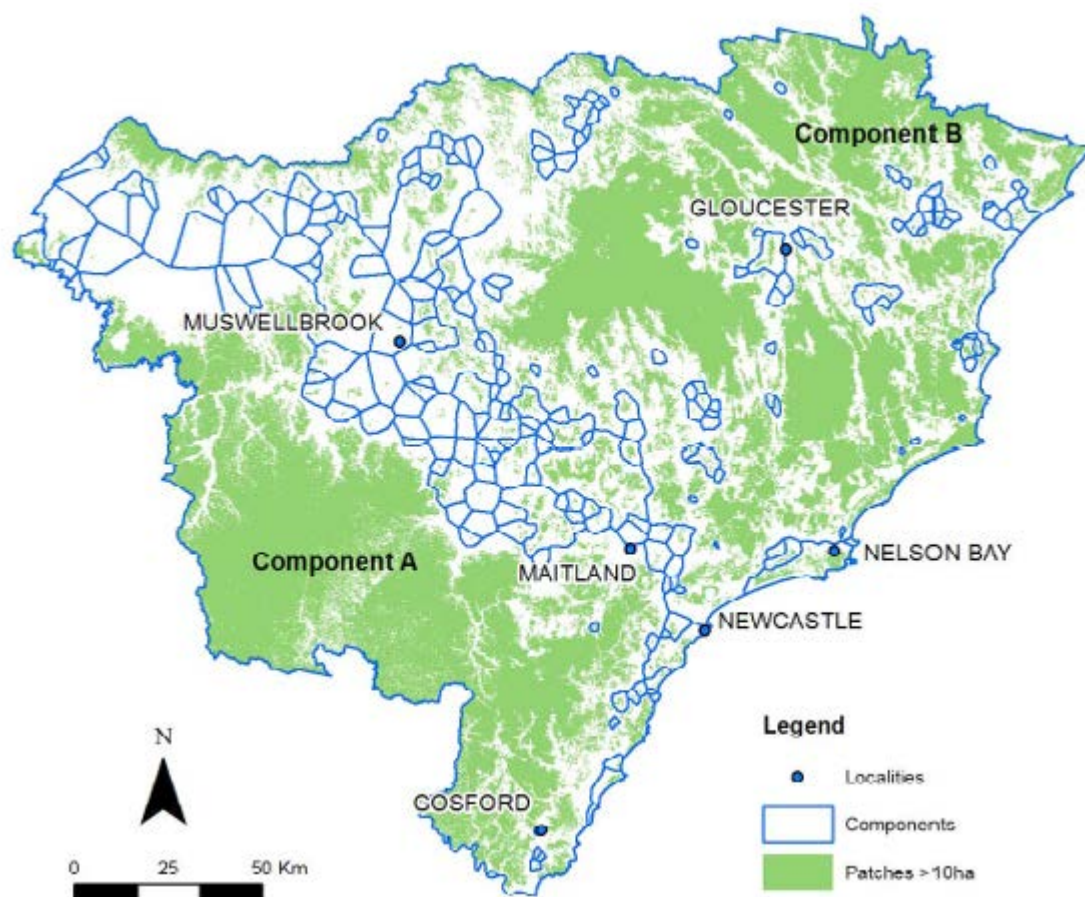 Component B
GLOUCESTER
MUSWELLBROOK
Component A
MAITLAND
NELSON BAY
NEWCASTLE
Legend
N
Localities
COSFORD
Components
0 25 50 Km
Patches >10ha